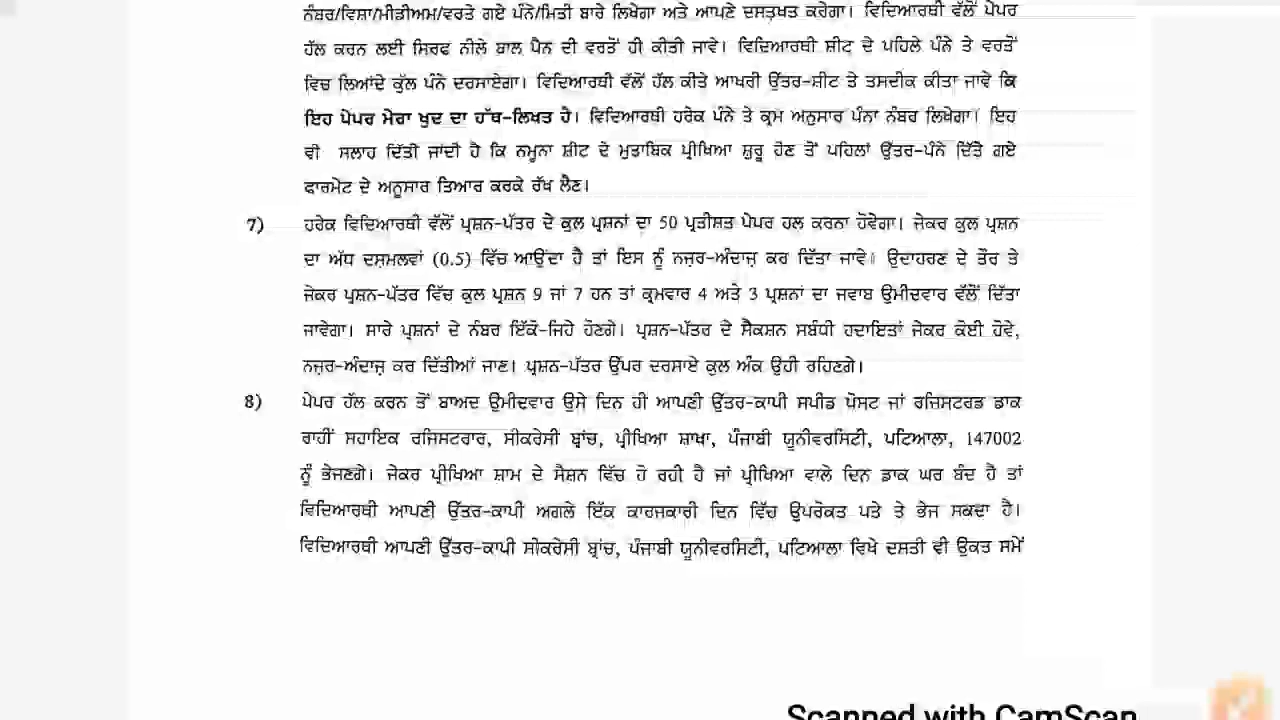 ਨੰਬਰ/ਵਿਸ਼ਾ/ਮੀਡੀਅਮ/ਵਰਤੇ ਗਏ ਪੰਨੇ/ਮਿਤੀ ਬਾਰੇ ਲਿਖੇਗਾ ਅਤੇ ਆਪਣੇ ਦਸਤਖਤ ਕਰੇਗਾ। ਵਿਦਿਆਰਥੀ ਵੱਲੋਂ ਪੇਪਰ
ਹੱਲ ਕਰਨ ਲਈ ਸਿਰਫ ਨੀਲੇ ਬਾਲ ਪੈਨ ਦੀ ਵਰਤੋਂ ਹੀ ਕੀਤੀ ਜਾਵੇ। ਵਿਦਿਆਰਥੀ ਸ਼ੀਟ ਦੇ ਪਹਿਲੇ ਪੰਨੇ ਤੇ ਵਰਤੋਂ
ਵਿਚ ਲਿਆਂਦੇ ਕੁੱਲ ਪੰਨੇ ਦਰਸਾਏਗਾ। ਵਿਦਿਆਰਥੀ ਵੱਲੋਂ ਹੱਲ ਕੀਤੇ ਆਖਰੀ ਉੱਤਰ-ਸ਼ੀਟ ਤੇ ਤਸਦੀਕ ਕੀਤਾ ਜਾਵੇ ਕਿ
ਇਹ ਪੇਪਰ ਮੇਰਾ ਖੁਦ ਦਾ ਹੱਥ-ਲਿਖਤ ਹੈ। ਵਿਦਿਆਰਥੀ ਹਰੇਕ ਪੰਨੇ ਤੇ ਕ੍ਰਮ ਅਨੁਸਾਰ ਪੰਨਾ ਨੰਬਰ ਲਿਖੇਗਾ। ਇਹ
ਵੀ ਸਲਾਹ ਦਿੱਤੀ ਜਾਂਦੀ ਹੈ ਕਿ ਨਮੂਨਾ ਸ਼ੀਟ ਦੇ ਮੁਤਾਬਿਕ ਪ੍ਰੀਖਿਆ ਸ਼ੁਰੂ ਹੋਣ ਤੋਂ ਪਹਿਲਾਂ ਉੱਤਰ-ਪੰਨੇ ਦਿੱਤੇ ਗਏ
ਫਾਰਮੇਟ ਦੇ ਅਨੁਸਾਰ ਤਿਆਰ ਕਰਕੇ ਰੱਖ ਲੈਣ।
7) ਹਰੇਕ ਵਿਦਿਆਰਥੀ ਵੱਲੋਂ ਪ੍ਰਸ਼ਨ-ਪੱਤਰ ਦੇ ਕੁਲ ਪ੍ਰਸ਼ਨਾਂ ਦਾ 50 ਪ੍ਰਤੀਸ਼ਤ ਪੇਪਰ ਹਲ ਕਰਨਾ ਹੋਵੇਗਾ। ਜੇਕਰ ਕੁਲ ਪ੍ਰਸ਼ਨ
ਦਾ ਅੱਧ ਦਸ਼ਮਲਵਾਂ (0.5) ਵਿੱਚ ਆਉਂਦਾ ਹੈ ਤਾਂ ਇਸ ਨੂੰ ਨਜ਼ਰ-ਅੰਦਾਜ਼ ਕਰ ਦਿੱਤਾ ਜਾਵੇ। ਉਦਾਹਰਣ ਦੇ ਤੌਰ ਤੇ
ਜੇਕਰ ਪ੍ਰਸ਼ਨ-ਪੱਤਰ ਵਿੱਚ ਕੁਲ ਪ੍ਰਸ਼ਨ 9 ਜਾਂ 7 ਹਨ ਤਾਂ ਕ੍ਰਮਵਾਰ 4 ਅਤੇ 3 ਪ੍ਰਸ਼ਨਾਂ ਦਾ ਜਵਾਬ ਉਮੀਦਵਾਰ ਵੱਲੋਂ ਦਿੱਤਾ
ਜਾਵੇਗਾ। ਸਾਰੇ ਪ੍ਰਸ਼ਨਾਂ ਦੇ ਨੰਬਰ ਇੱਕੋ-ਜਿਹੇ ਹੋਣਗੇ। ਪ੍ਰਸ਼ਨ-ਪੱਤਰ ਦੇ ਸੈਕਸ਼ਨ ਸਬੰਧੀ ਹਦਾਇਤਾਂ ਜੇਕਰ ਕੋਈ ਹੋਵੇ,
ਨਜ਼ਰ-ਅੰਦਾਜ਼ ਕਰ ਦਿੱਤੀਆਂ ਜਾਣ। ਪ੍ਰਸ਼ਨ-ਪੱਤਰ ਉੱਪਰ ਦਰਸਾਏ ਕੁਲ ਅੰਕ ਉਹੀ ਰਹਿਣਗੇ।
8) ਪੇਪਰ ਹੱਲ ਕਰਨ ਤੋਂ ਬਾਅਦ ਉਮੀਦਵਾਰ ਉਸੇ ਦਿਨ ਹੀ ਆਪਣੀ ਉੱਤਰ-ਕਾਪੀ ਸਪੀਡ ਪੋਸਟ ਜਾਂ ਰਜਿਸਟਰਡ ਡਾਕ
ਰਾਹੀਂ ਸਹਾਇਕ ਰਜਿਸਟਰਾਰ, ਸੀਕਰੇਸੀ ਬ੍ਰਾਂਚ, ਪ੍ਰੀਖਿਆ ਸ਼ਾਖਾ, ਪੰਜਾਬੀ ਯੂਨੀਵਰਸਿਟੀ, ਪਟਿਆਲਾ, 147002
ਨੂੰ ਭੇਜਣਗੇ। ਜੇਕਰ ਪ੍ਰੀਖਿਆ ਸ਼ਾਮ ਦੇ ਸੈਸ਼ਨ ਵਿੱਚ ਹੋ ਰਹੀ ਹੈ ਜਾਂ ਪ੍ਰੀਖਿਆ ਵਾਲੇ ਦਿਨ ਡਾਕ ਘਰ ਬੰਦ ਹੈ ਤਾਂ
ਵਿਦਿਆਰਥੀ ਆਪਣੀ ਉੱਤਰ-ਕਾਪੀ ਅਗਲੇ ਇੱਕ ਕਾਰਜਕਾਰੀ ਦਿਨ ਵਿੱਚ ਉਪਰੋਕਤ ਪਤੇ ਤੇ ਭੇਜ ਸਕਦਾ ਹੈ।
ਵਿਦਿਆਰਥੀ ਆਪਣੀ ਉੱਤਰ-ਕਾਪੀ ਸੀਕਰੇਸੀ ਬ੍ਰਾਂਚ, ਪੰਜਾਬੀ ਯੂਨੀਵਰਸਿਟੀ, ਪਟਿਆਲਾ ਵਿਖੇ ਦਸਤੀ ਵੀ ਉਕਤ ਸਮੇਂ
Scanned with CamScan